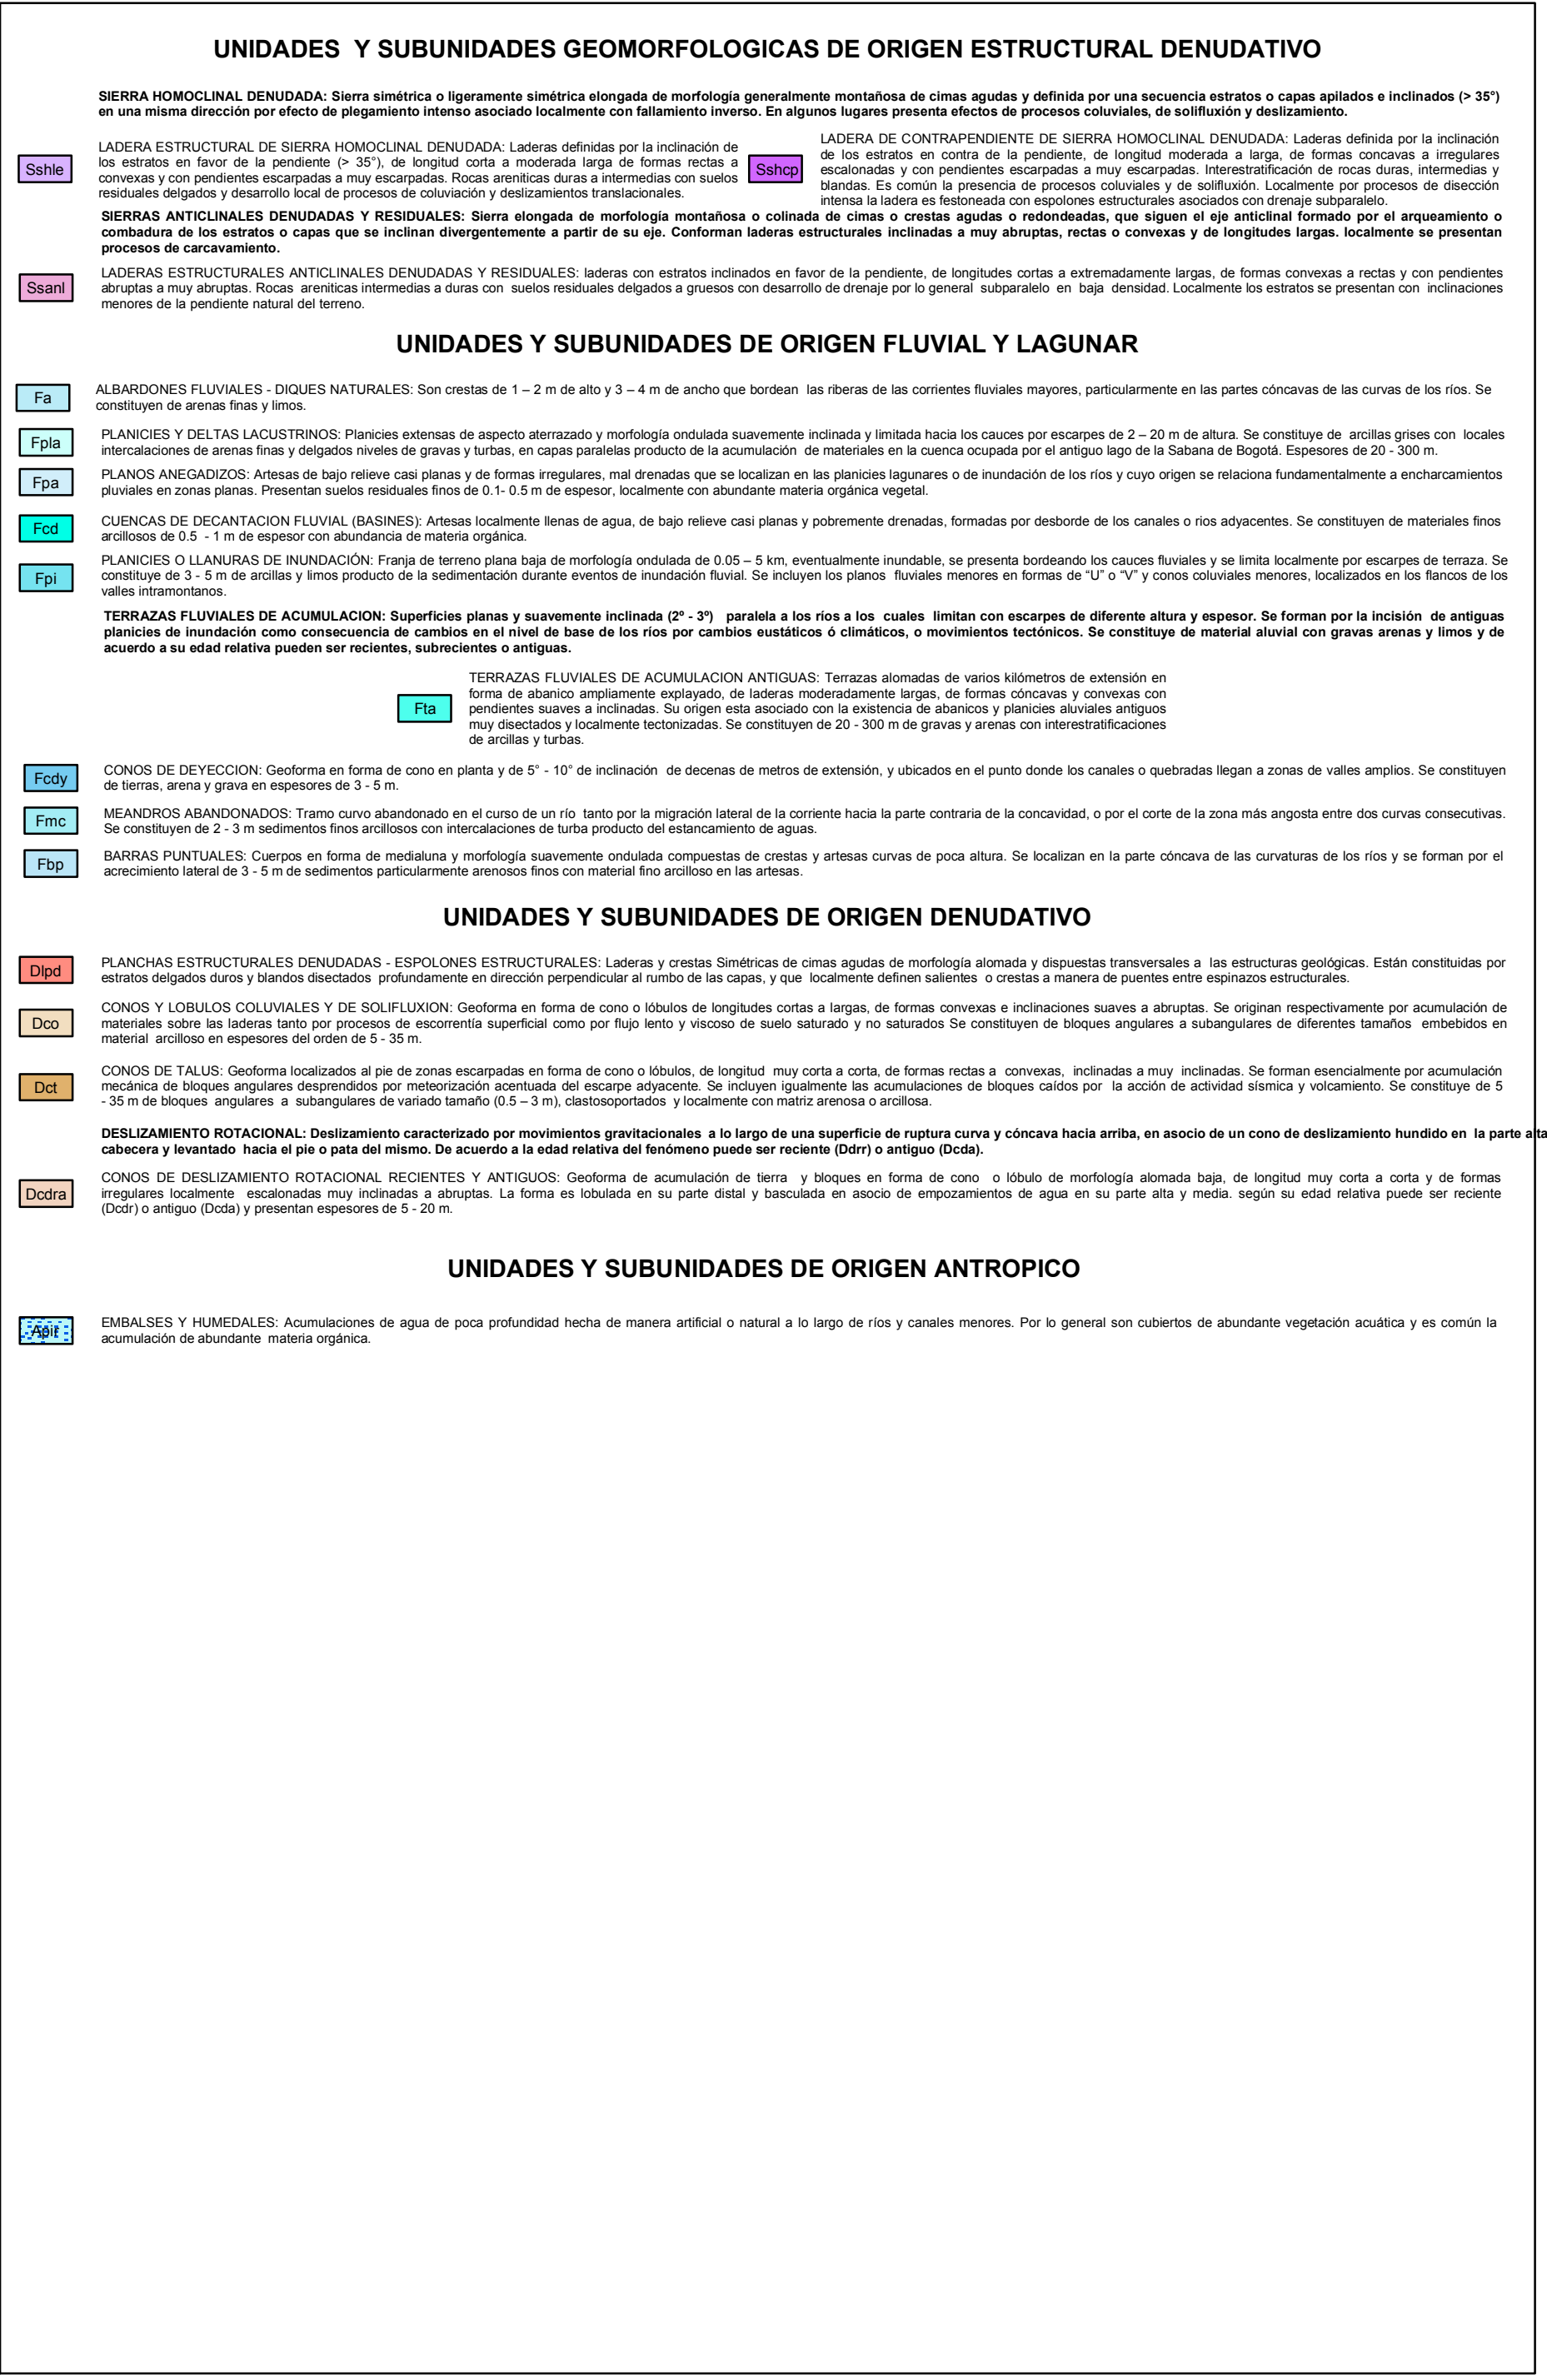 UNIDADES Y SUBUNIDADES GEOMORFOLOGICAS DE ORIGEN ESTRUCTURAL DENUDATIVO
SIERRA HOMOCLINAL DENUDADA: Sierra simétrica o ligeramente simétrica elongada de morfología generalmente montañosa de cimas agudas y definida por una secuencia estratos o capas apilados e inclinados (> 35°)
en una misma dirección por efecto de plegamiento intenso asociado localmente con fallamiento inverso. En algunos lugares presenta efectos de procesos coluviales, de solifluxión y deslizamiento.
Sshle
LADERA ESTRUCTURAL DE SIERRA HOMOCLINAL DENUDADA: Laderas definidas por la inclinación de
los estratos en favor de la pendiente (> 35°), de longitud corta a moderada larga de formas rectas a
convexas y con pendientes escarpadas a muy escarpadas. Rocas areniticas duras a intermedias con suelos
residuales delgados y desarrollo local de procesos de coluviación y deslizamientos translacionales.
Sshcp
LADERA DE CONTRAPENDIENTE DE SIERRA HOMOCLINAL DENUDADA: Laderas definida por la inclinación
de los estratos en contra de la pendiente, de longitud moderada a larga, de formas concavas a irregulares
escalonadas y con pendientes escarpadas a muy escarpadas. Interestratificación de rocas duras, intermedias y
blandas. Es común la presencia de procesos coluviales y de solifluxión. Localmente por procesos de disección
intensa la ladera es festoneada con espolones estructurales asociados con drenaje subparalelo.
SIERRAS ANTICLINALES DENUDADAS Y RESIDUALES: Sierra elongada de morfología montañosa o colinada de cimas o crestas agudas o redondeadas, que siguen el eje anticlinal formado por el arqueamiento o
combadura de los estratos o capas que se inclinan divergentemente a partir de su eje. Conforman laderas estructurales inclinadas a muy abruptas, rectas o convexas y de longitudes largas. localmente se presentan
procesos de carcavamiento.
Ssanl
LADERAS ESTRUCTURALES ANTICLINALES DENUDADAS Y RESIDUALES: laderas con estratos inclinados en favor de la pendiente, de longitudes cortas a extremadamente largas, de formas convexas a rectas y con pendientes
abruptas a muy abruptas. Rocas areniticas intermedias a duras con suelos residuales delgados a gruesos con desarrollo de drenaje por lo general subparalelo en baja densidad. Localmente los estratos se presentan con inclinaciones
menores de la pendiente natural del terreno.
UNIDADES Y SUBUNIDADES DE ORIGEN FLUVIAL Y LAGUNAR
Fa
ALBARDONES FLUVIALES - DIQUES NATURALES: Son crestas de 1 – 2 m de alto y 3 – 4 m de ancho que bordean las riberas de las corrientes fluviales mayores, particularmente en las partes cóncavas de las curvas de los ríos. Se
constituyen de arenas finas y limos.
Fpla
PLANICIES Y DELTAS LACUSTRINOS: Planicies extensas de aspecto aterrazado y morfología ondulada suavemente inclinada y limitada hacia los cauces por escarpes de 2 – 20 m de altura. Se constituye de arcillas grises con locales
intercalaciones de arenas finas y delgados niveles de gravas y turbas, en capas paralelas producto de la acumulación de materiales en la cuenca ocupada por el antiguo lago de la Sabana de Bogotá. Espesores de 20 - 300 m.
Fpa
PLANOS ANEGADIZOS: Artesas de bajo relieve casi planas y de formas irregulares, mal drenadas que se localizan en las planicies lagunares o de inundación de los ríos y cuyo origen se relaciona fundamentalmente a encharcamientos
pluviales en zonas planas. Presentan suelos residuales finos de 0.1- 0.5 m de espesor, localmente con abundante materia orgánica vegetal.
Fcd
CUENCAS DE DECANTACION FLUVIAL (BASINES): Artesas localmente llenas de agua, de bajo relieve casi planas y pobremente drenadas, formadas por desborde de los canales o rios adyacentes. Se constituyen de materiales finos
arcillosos de 0.5 - 1 m de espesor con abundancia de materia orgánica.
Fpi
PLANICIES O LLANURAS DE INUNDACIÓN: Franja de terreno plana baja de morfología ondulada de 0.05 – 5 km, eventualmente inundable, se presenta bordeando los cauces fluviales y se limita localmente por escarpes de terraza. Se
constituye de 3 - 5 m de arcillas y limos producto de la sedimentación durante eventos de inundación fluvial. Se incluyen los planos fluviales menores en formas de “U” o “V” y conos coluviales menores, localizados en los flancos de los
valles intramontanos.
TERRAZAS FLUVIALES DE ACUMULACION: Superficies planas y suavemente inclinada (2º - 3º) paralela a los ríos a los cuales limitan con escarpes de diferente altura y espesor. Se forman por la incisión de antiguas
planicies de inundación como consecuencia de cambios en el nivel de base de los ríos por cambios eustáticos ó climáticos, o movimientos tectónicos. Se constituye de material aluvial con gravas arenas y limos y de
acuerdo a su edad relativa pueden ser recientes, subrecientes o antiguas.
Fta
TERRAZAS FLUVIALES DE ACUMULACION ANTIGUAS: Terrazas alomadas de varios kilómetros de extensión en
forma de abanico ampliamente explayado, de laderas moderadamente largas, de formas cóncavas y convexas con
pendientes suaves a inclinadas. Su origen esta asociado con la existencia de abanicos y planicies aluviales antiguos
muy disectados y localmente tectonizadas. Se constituyen de 20 - 300 m de gravas y arenas con interestratificaciones
de arcillas y turbas.
Fcdy
CONOS DE DEYECCION: Geoforma en forma de cono en planta y de 5° - 10° de inclinación de decenas de metros de extensión, y ubicados en el punto donde los canales o quebradas llegan a zonas de valles amplios. Se constituyen
de tierras, arena y grava en espesores de 3 - 5 m.
Fmc
MEANDROS ABANDONADOS: Tramo curvo abandonado en el curso de un río tanto por la migración lateral de la corriente hacia la parte contraria de la concavidad, o por el corte de la zona más angosta entre dos curvas consecutivas.
Se constituyen de 2 - 3 m sedimentos finos arcillosos con intercalaciones de turba producto del estancamiento de aguas.
Fbp
BARRAS PUNTUALES: Cuerpos en forma de medialuna y morfología suavemente ondulada compuestas de crestas y artesas curvas de poca altura. Se localizan en la parte cóncava de las curvaturas de los ríos y se forman por el
acrecimiento lateral de 3 - 5 m de sedimentos particularmente arenosos finos con material fino arcilloso en las artesas.
UNIDADES Y SUBUNIDADES DE ORIGEN DENUDATIVO
Dlpd
PLANCHAS ESTRUCTURALES DENUDADAS - ESPOLONES ESTRUCTURALES: Laderas y crestas Simétricas de cimas agudas de morfología alomada y dispuestas transversales a las estructuras geológicas. Están constituidas por
estratos delgados duros y blandos disectados profundamente en dirección perpendicular al rumbo de las capas, y que localmente definen salientes o crestas a manera de puentes entre espinazos estructurales.
Dco
CONOS Y LOBULOS COLUVIALES Y DE SOLIFLUXION: Geoforma en forma de cono o lóbulos de longitudes cortas a largas, de formas convexas e inclinaciones suaves a abruptas. Se originan respectivamente por acumulación de
materiales sobre las laderas tanto por procesos de escorrentía superficial como por flujo lento y viscoso de suelo saturado y no saturados Se constituyen de bloques angulares a subangulares de diferentes tamaños embebidos en
material arcilloso en espesores del orden de 5 - 35 m.
Dct
CONOS DE TALUS: Geoforma localizados al pie de zonas escarpadas en forma de cono o lóbulos, de longitud muy corta a corta, de formas rectas a convexas, inclinadas a muy inclinadas. Se forman esencialmente por acumulación
mecánica de bloques angulares desprendidos por meteorización acentuada del escarpe adyacente. Se incluyen igualmente las acumulaciones de bloques caídos por la acción de actividad sísmica y volcamiento. Se constituye de 5
- 35 m de bloques angulares a subangulares de variado tamaño (0.5 – 3 m), clastosoportados y localmente con matriz arenosa o arcillosa.
DESLIZAMIENTO ROTACIONAL: Deslizamiento caracterizado por movimientos gravitacionales a lo largo de una superficie de ruptura curva y cóncava hacia arriba, en asocio de un cono de deslizamiento hundido en la parte alta
cabecera y levantado hacia el pie o pata del mismo. De acuerdo a la edad relativa del fenómeno puede ser reciente (Ddrr) o antiguo (Dcda).
Dcdra
CONOS DE DESLIZAMIENTO ROTACIONAL RECIENTES Y ANTIGUOS: Geoforma de acumulación de tierra y bloques en forma de cono o lóbulo de morfología alomada baja, de longitud muy corta a corta y de formas
irregulares localmente escalonadas muy inclinadas a abruptas. La forma es lobulada en su parte distal y basculada en asocio de empozamientos de agua en su parte alta y media. según su edad relativa puede ser reciente
(Dcdr) o antiguo (Dcda) y presentan espesores de 5 - 20 m.
UNIDADES Y SUBUNIDADES DE ORIGEN ANTROPICO
EMBALSES Y HUMEDALES: Acumulaciones de agua de poca profundidad hecha de manera artificial o natural a lo largo de ríos y canales menores. Por lo general son cubiertos de abundante vegetación acuática y es común la
acumulación de abundante materia orgánica.